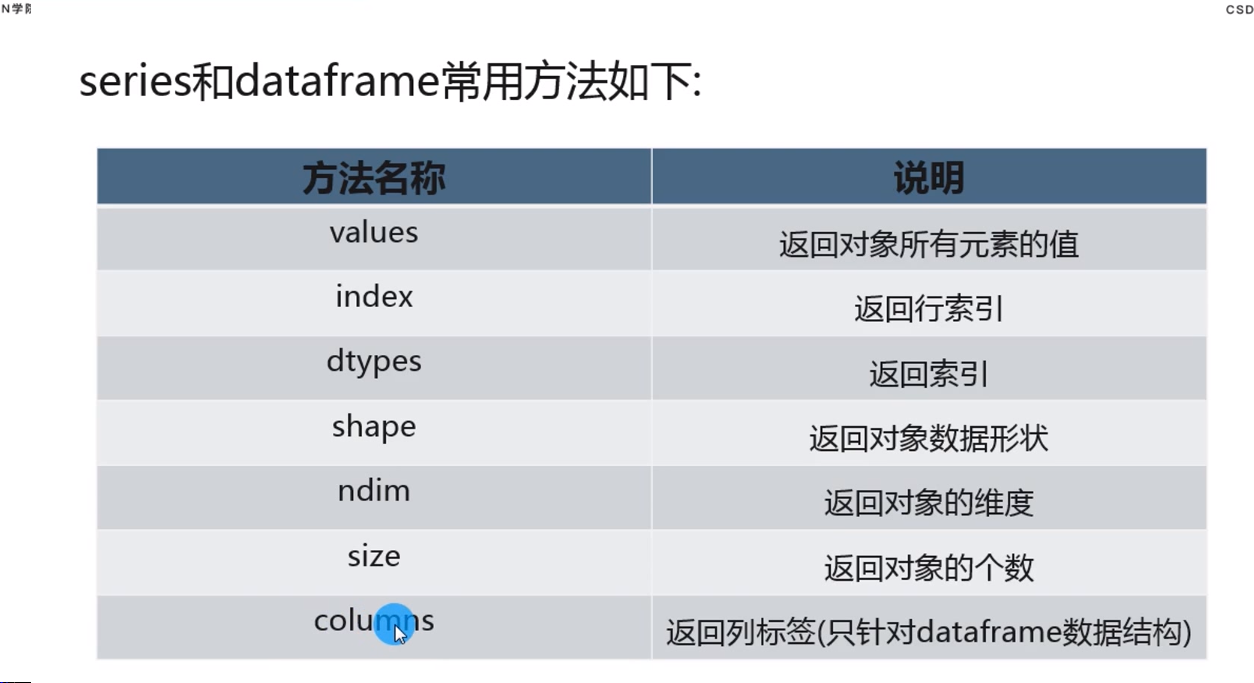 N学院
CSD
series和dataframe常用方法如下:
方法名称 说明
values 返回对象所有元素的值
index 返回行索引
dtypes 返回索引
shape 返回对象数据形状
ndim 返回对象的维度
size 返回对象的个数
columns 返回列标签(只针对dataframe数据结构)